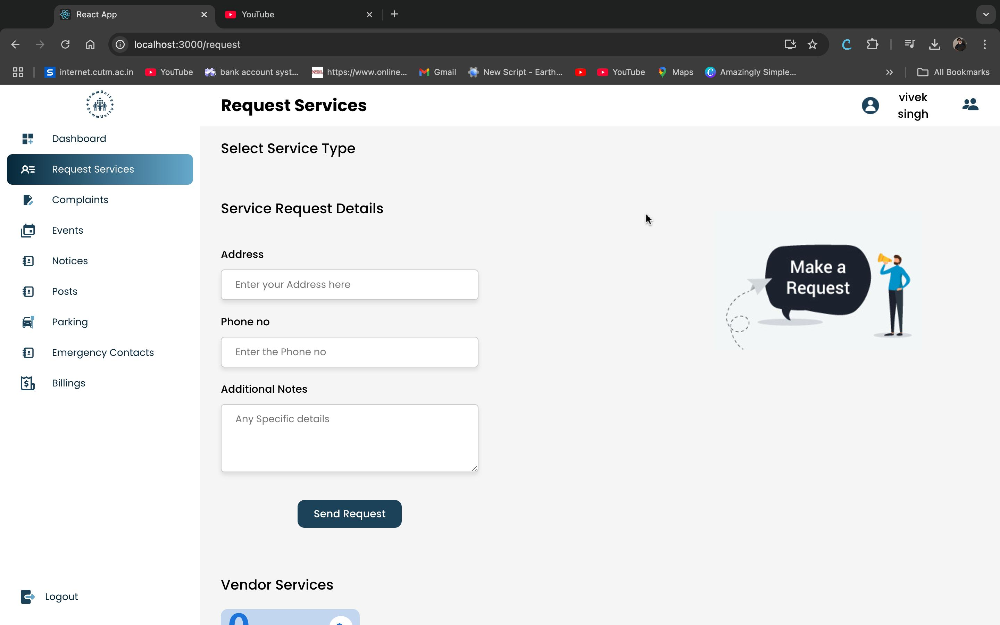 React App
YouTube
localhost:3000/request
internet.cutm.ac.in
YouTube
bank account syst...
NSDL
https://www.online...
Gmail
New Script - Earth...
YouTube
Maps
Amazingly Simple...
All Bookmarks
CommUnity
CommUnity
Request Services
vivek
singh
Dashboard
Request Services
Complaints
Events
Notices
Posts
Parking
Emergency Contacts
Billings
Logout
Select Service Type
Service Request Details
Address
Enter your Address here
Phone no
Enter the Phone no
Additional Notes
Any Specific details
Send Request
Make a
Request
Vendor Services
0